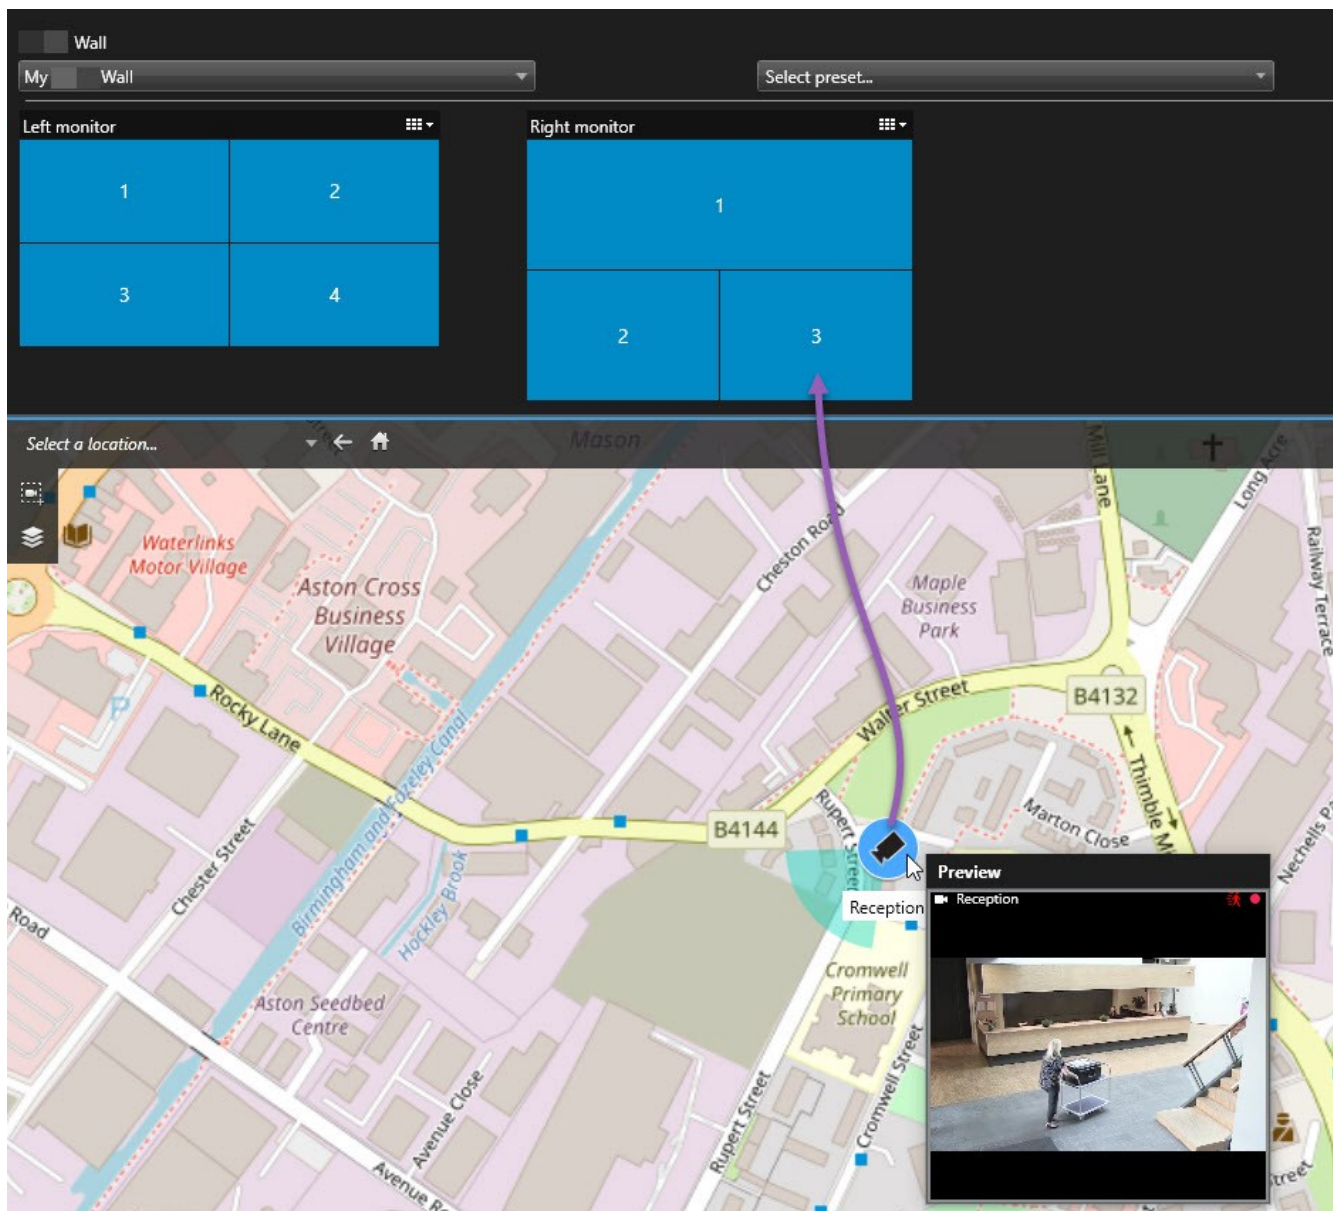 Wall
My Wall
Select preset...
Left monitor
1
2
3
4
Right monitor
1
2
3
Select a location...
Mason
Mill Lane
Long Acre
Railway Terrace
Waterlinks
Motor Village
Aston Cross
Business
Village
Cheston Road
Maple
Business
Park
Walter Street
B4132
Rocky Lane
P
Birmingham and Fazeley Canal
Thimble M
Marton Close
Nechells P
Rupert Street
B4144
Chester Street
Hockley Brook
Reception
Preview
Reception
Road
Aston Seedbed
Centre
Cromwell
Primary
School
Avenue Close
Rupert Street
Cromwell Street
Avenue Ro
Street